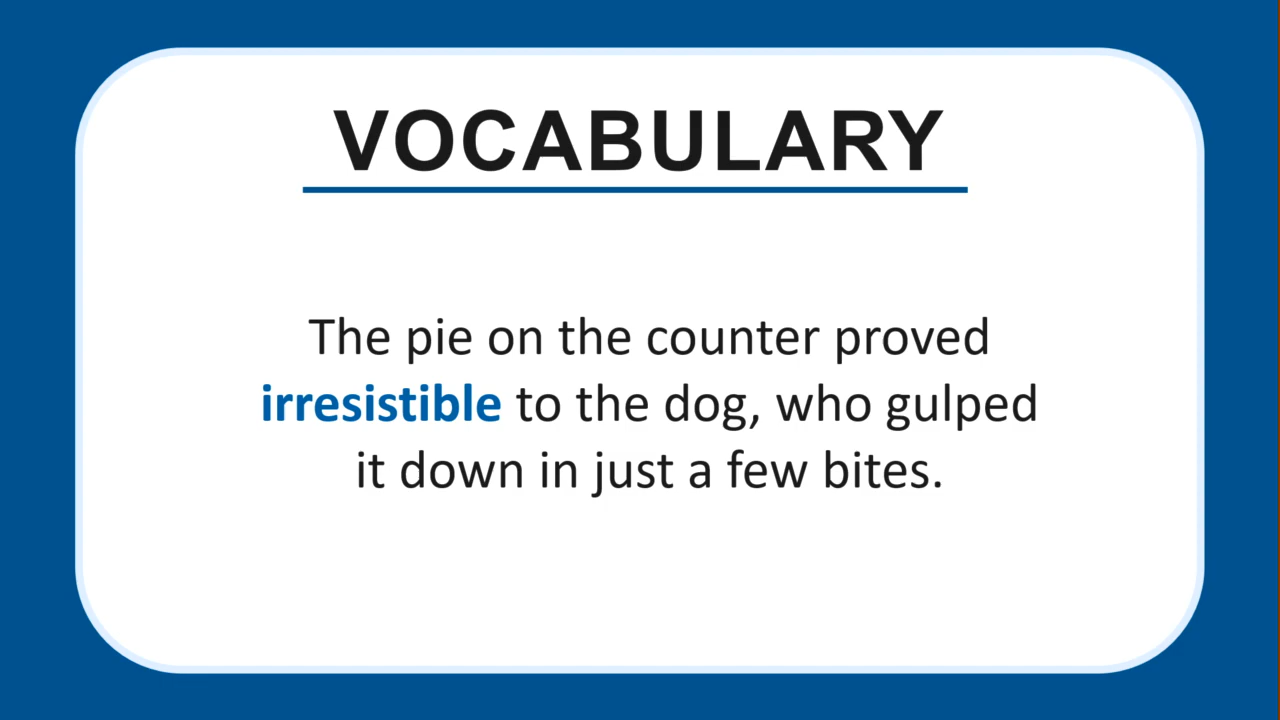 VOCABULARY
The pie on the counter proved
irresistible to the dog, who gulped
it down in just a few bites.